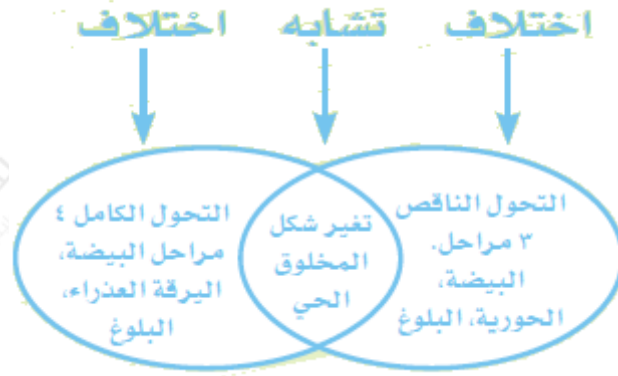 اختلاف تشابه اختلاف
التحول الناقص
٣ مراحل.
البيضة،
الحورية، البلوغ
تغير شكل
المخلوق
الحي
التحول الكامل ٤
مراحل البيضة،
اليرقة العذراء،
البلوغ